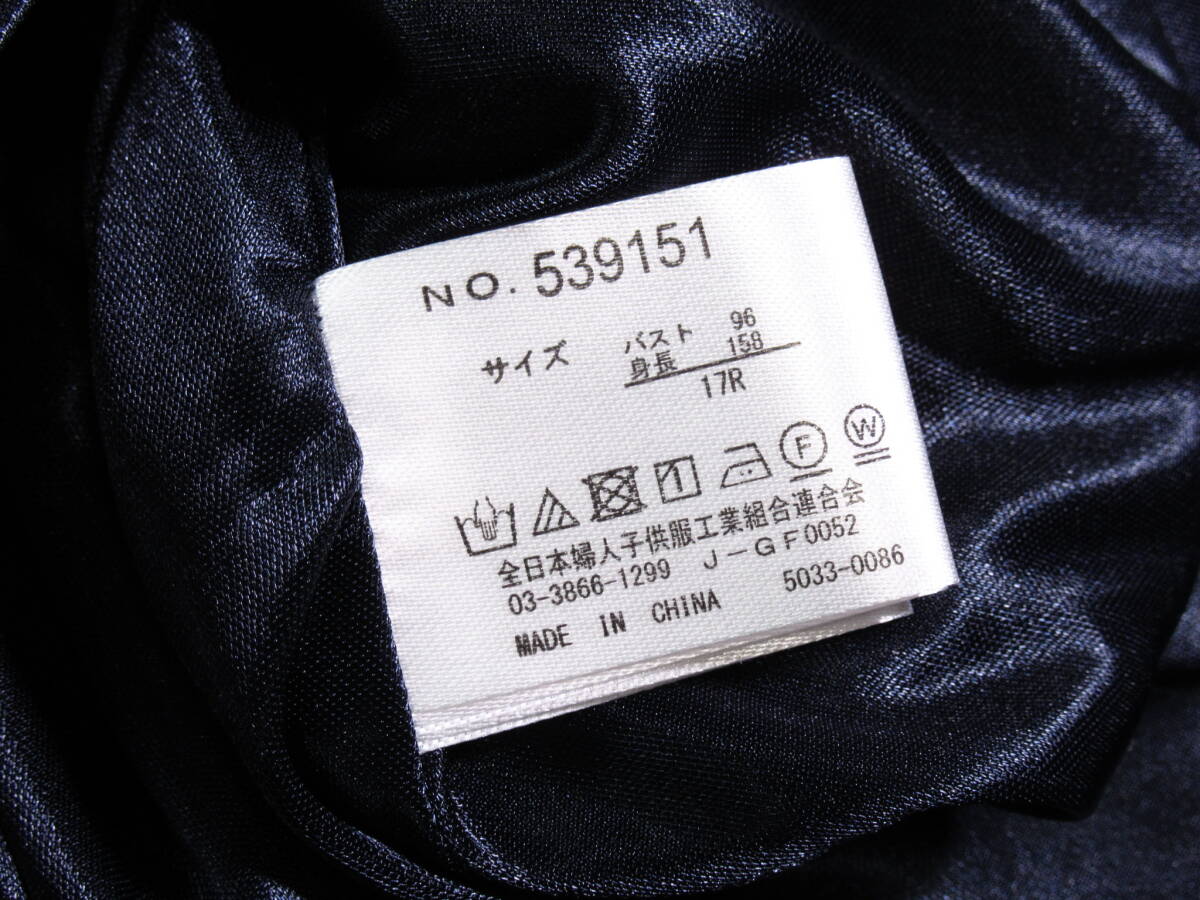 NO. 539151
サイズ バスト 96
身長 158
17R
F W
全日本婦人子供服工業組合連合会
03-3866-1299 J-GF0052
MADE IN CHINA 5033-0086